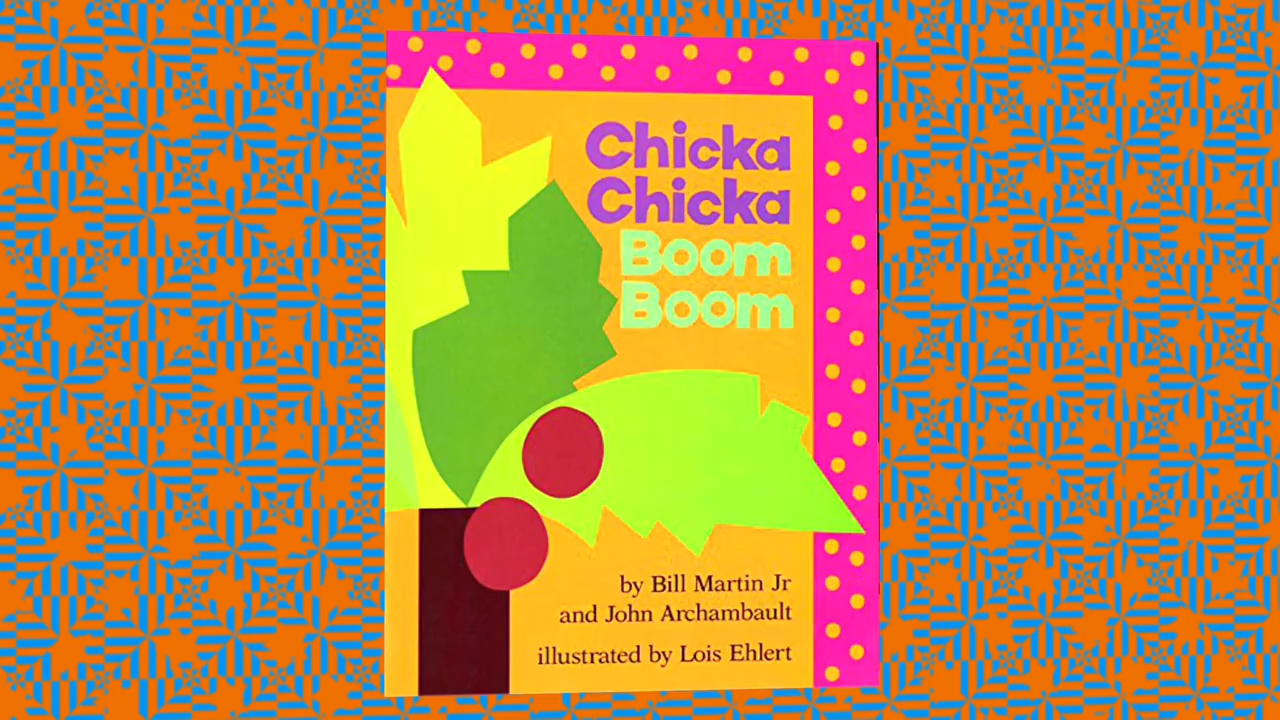 Chicka
Chicka
Boom
Boom
by Bill Martin Jr
and John Archambault
illustrated by Lois Ehlert